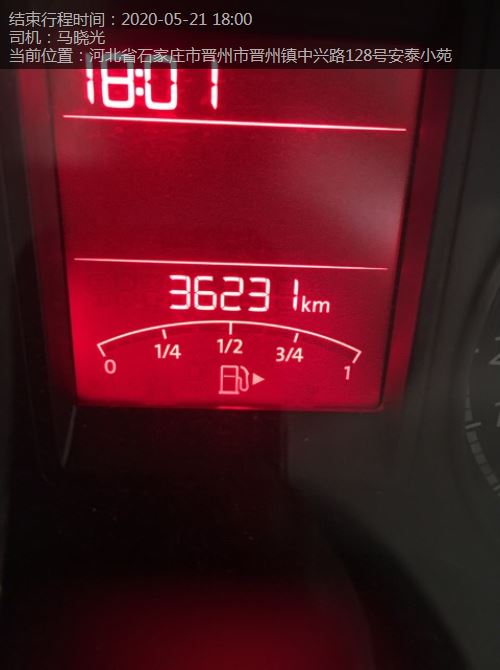 结束行程时间：2020-05-21 18:00
司机：马晓光
当前位置：河北省石家庄市晋州市晋州镇中兴路128号安泰小苑
18:01
36231km
0 1/4 1/2 3/4 1